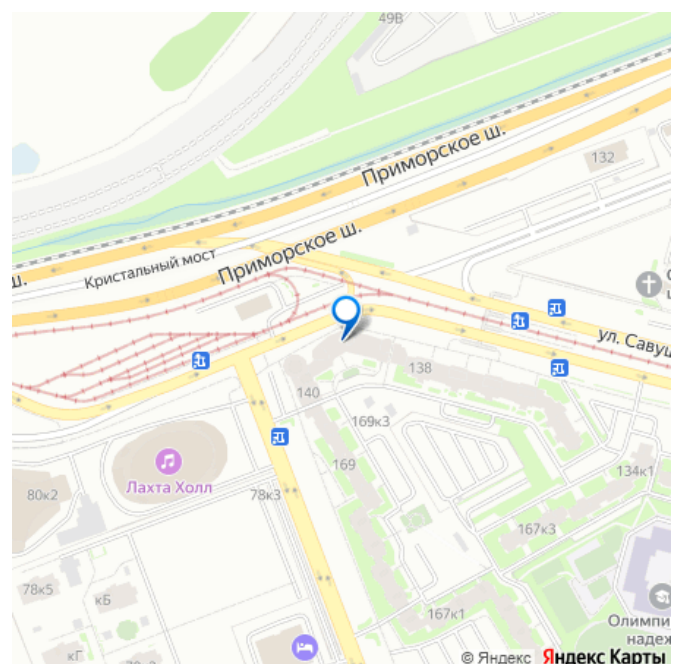 49В
Приморское ш.
132
Приморское ш.
Кристальный мост
ш.
ул. Савуш
138
140
169к3
169
Лахта Холл
80к2
78к3
134к1
167к3
78к5
кБ
167к1
Олимпи
надеж
кГ
© Яндекс Яндекс Карты